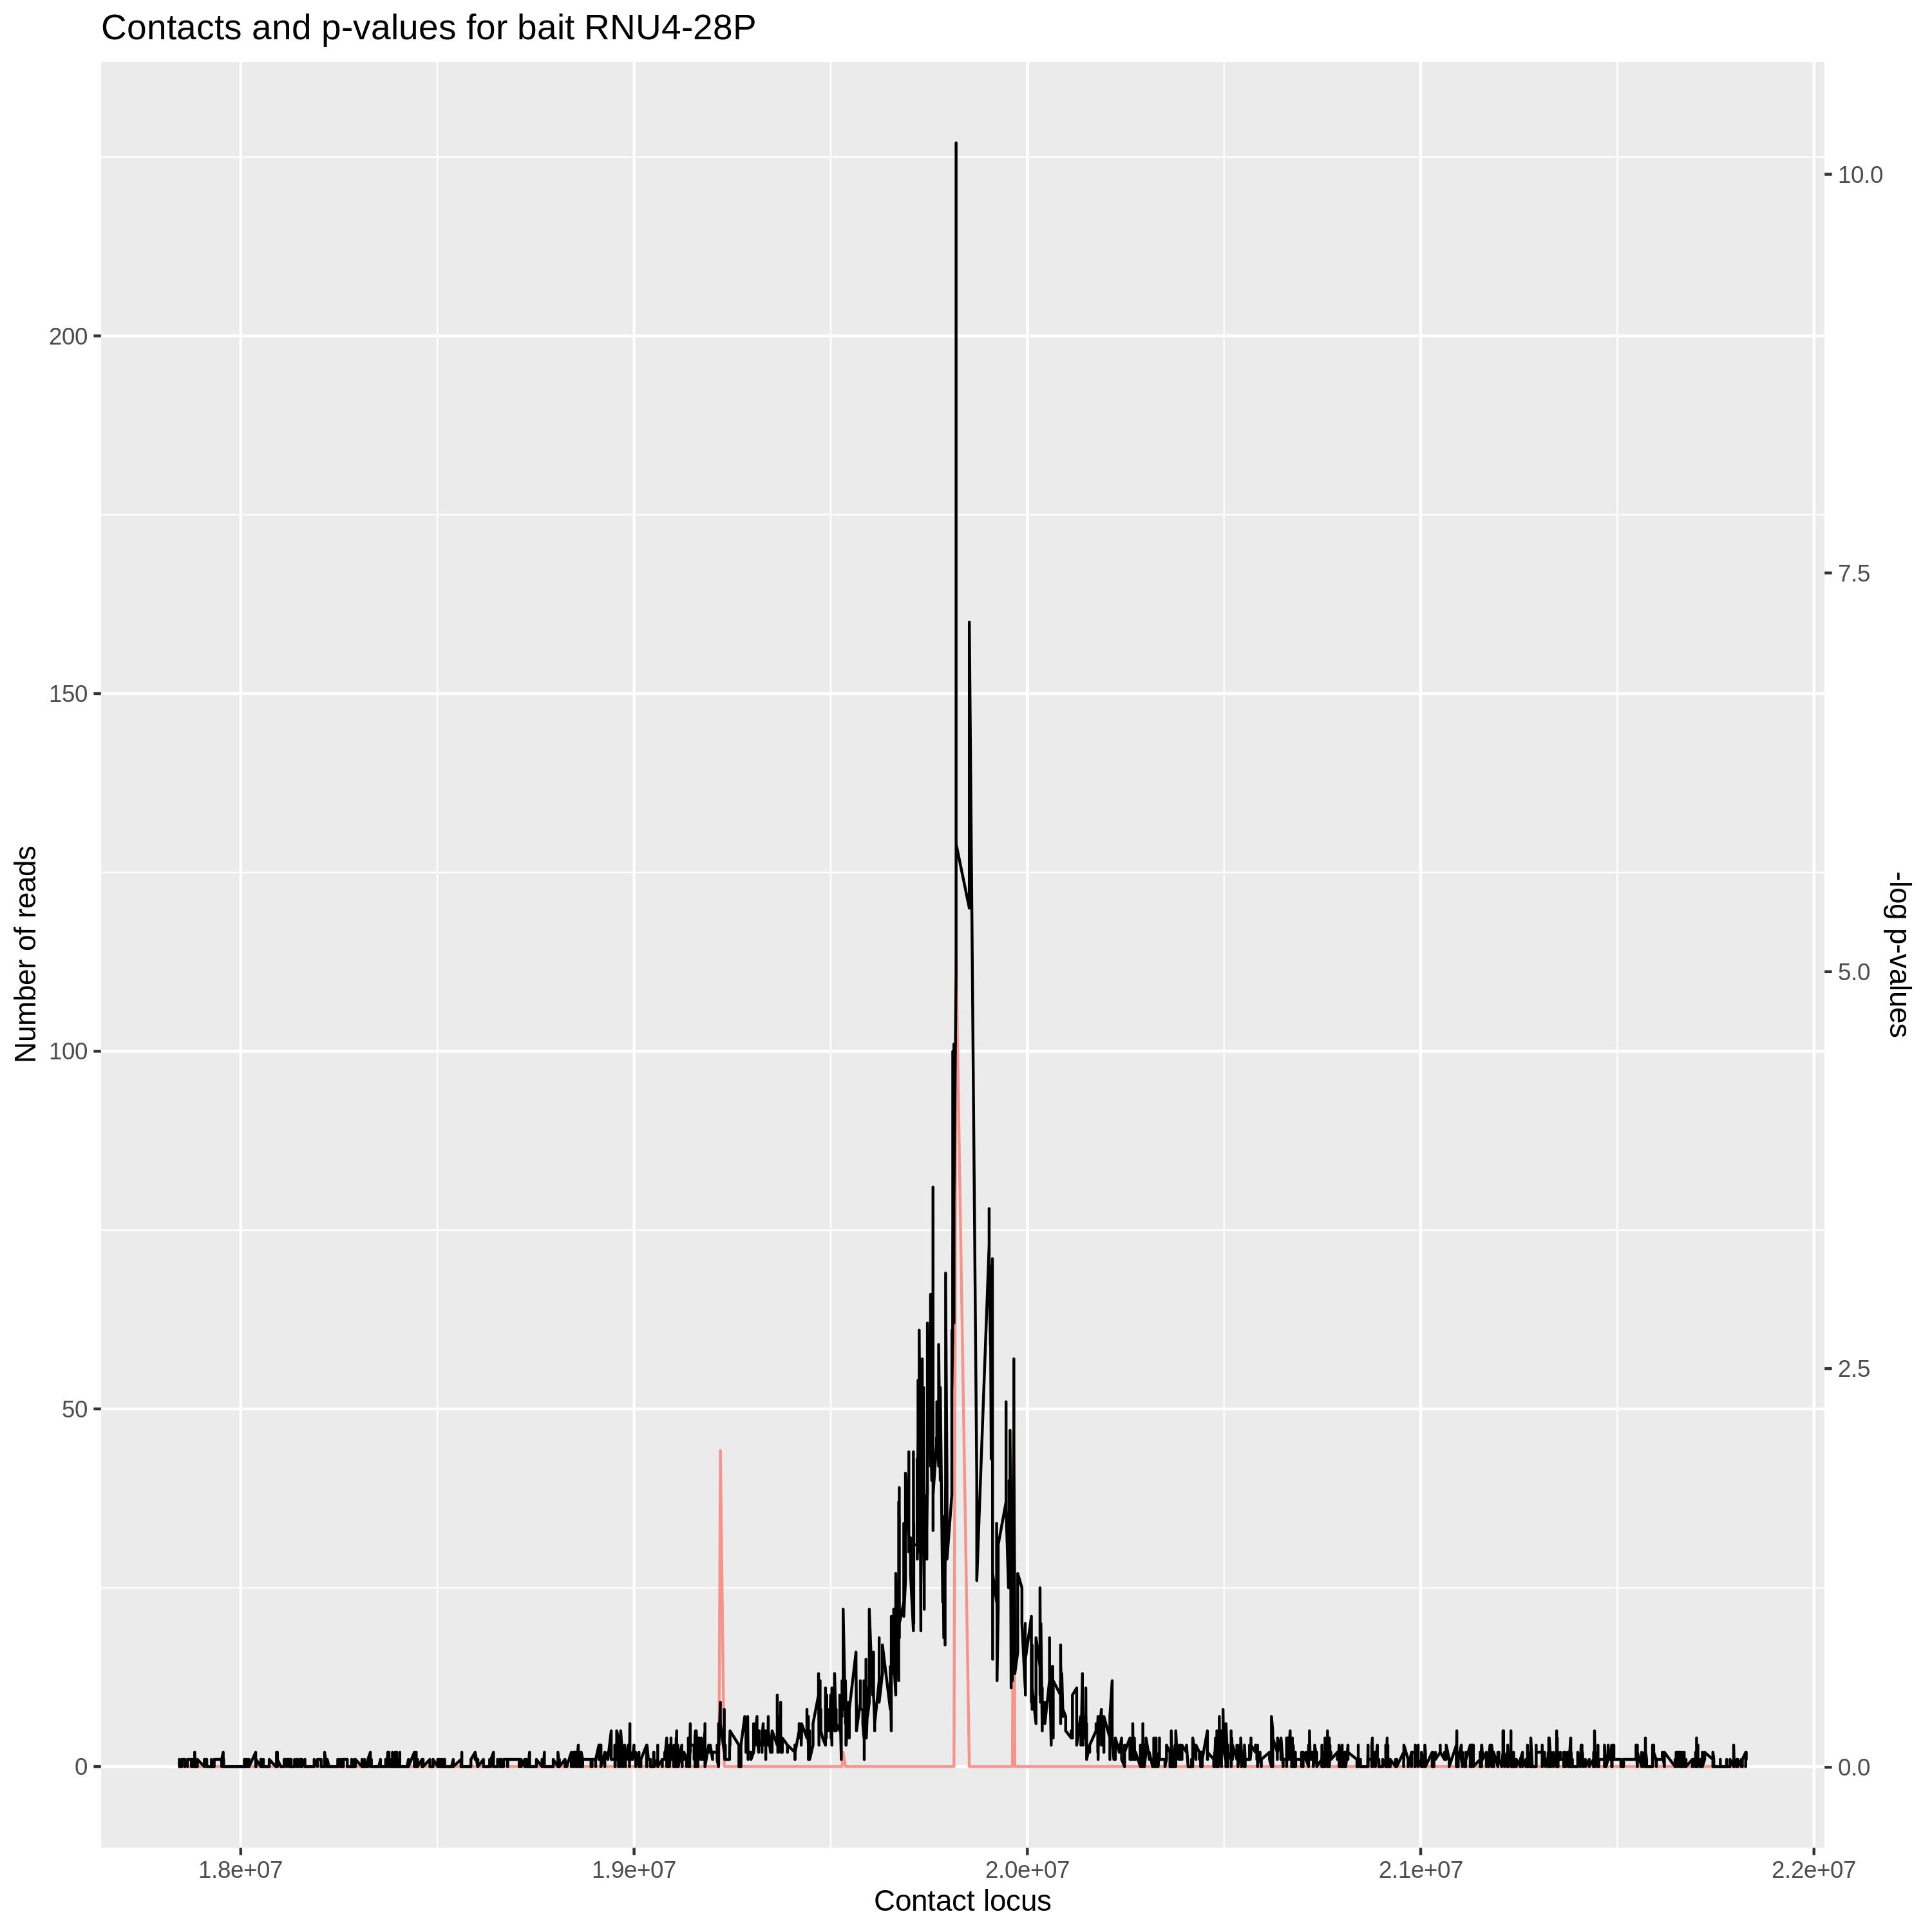 Contacts and p-values for bait RNU4-28P
200
150
100
50
0
Number of reads
10.0
7.5
5.0
2.5
0.0
-log p-values
1.8e+07
1.9e+07
2.0e+07
2.1e+07
2.2e+07
Contact locus